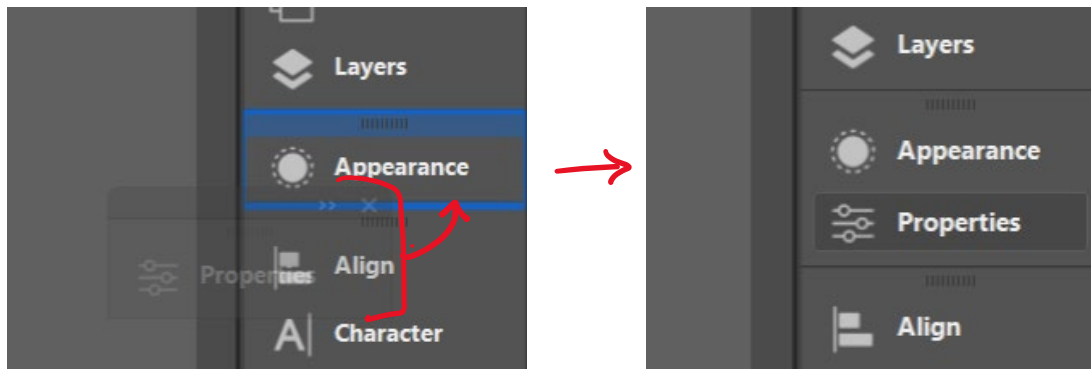 Layers
Appearance
Properties
Align
Character
Layers
Appearance
Properties
Align